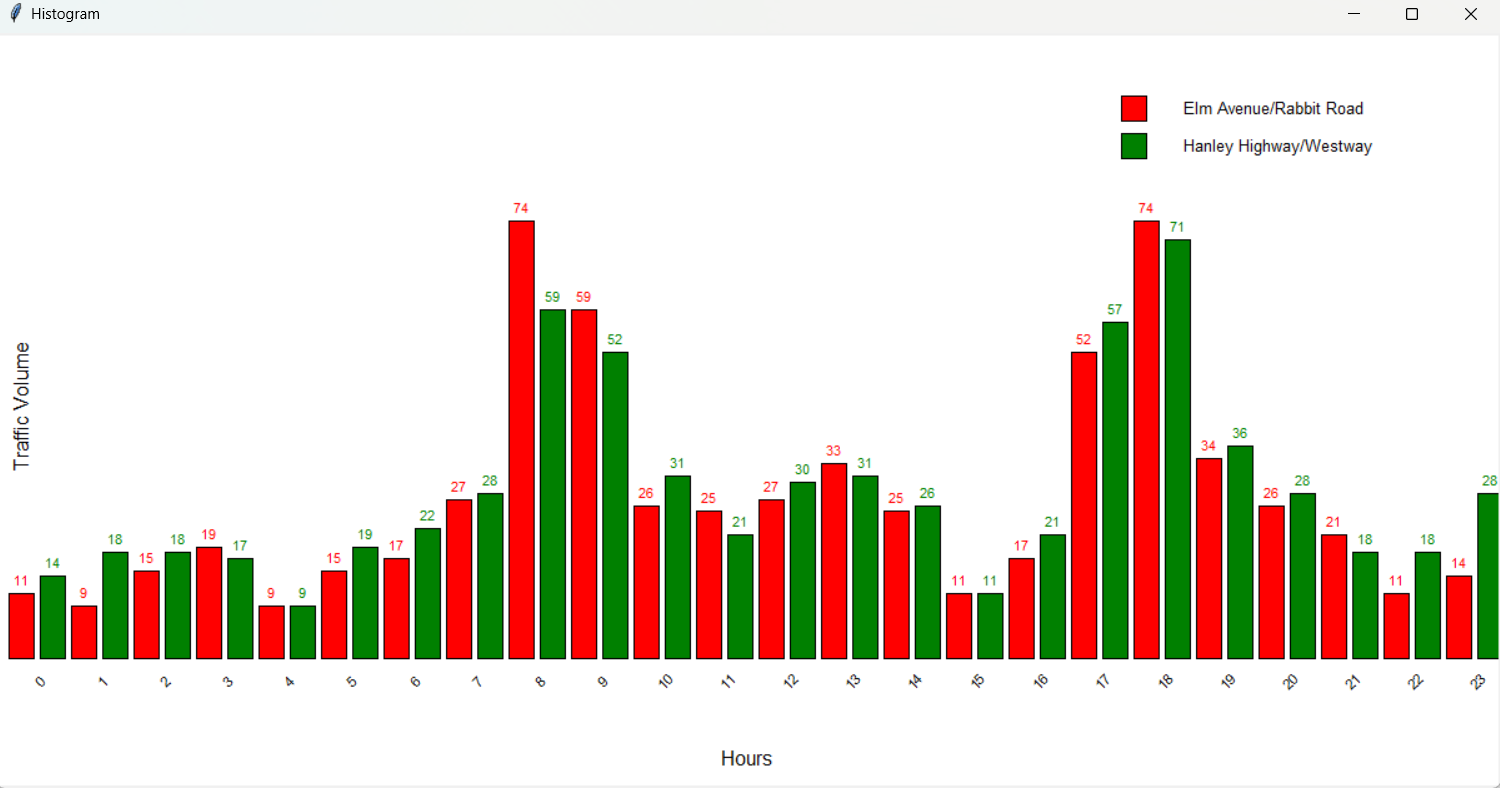 Histogram
Elm Avenue/Rabbit Road
Hanley Highway/Westway
74 74
71
59 59 57
52 52
Traffic Volume
36
33 34
31 31
30
27 28 26 25 27 25 26 26 28 28
22 21 21 21
18 18 19 17 19 17 18 18
15 15
14 14
11 11 11 11
9 9 9
0 1 2 3 4 5 6 7 8 9 10 11 12 13 14 15 16 17 18 19 20 21 22 23
Hours